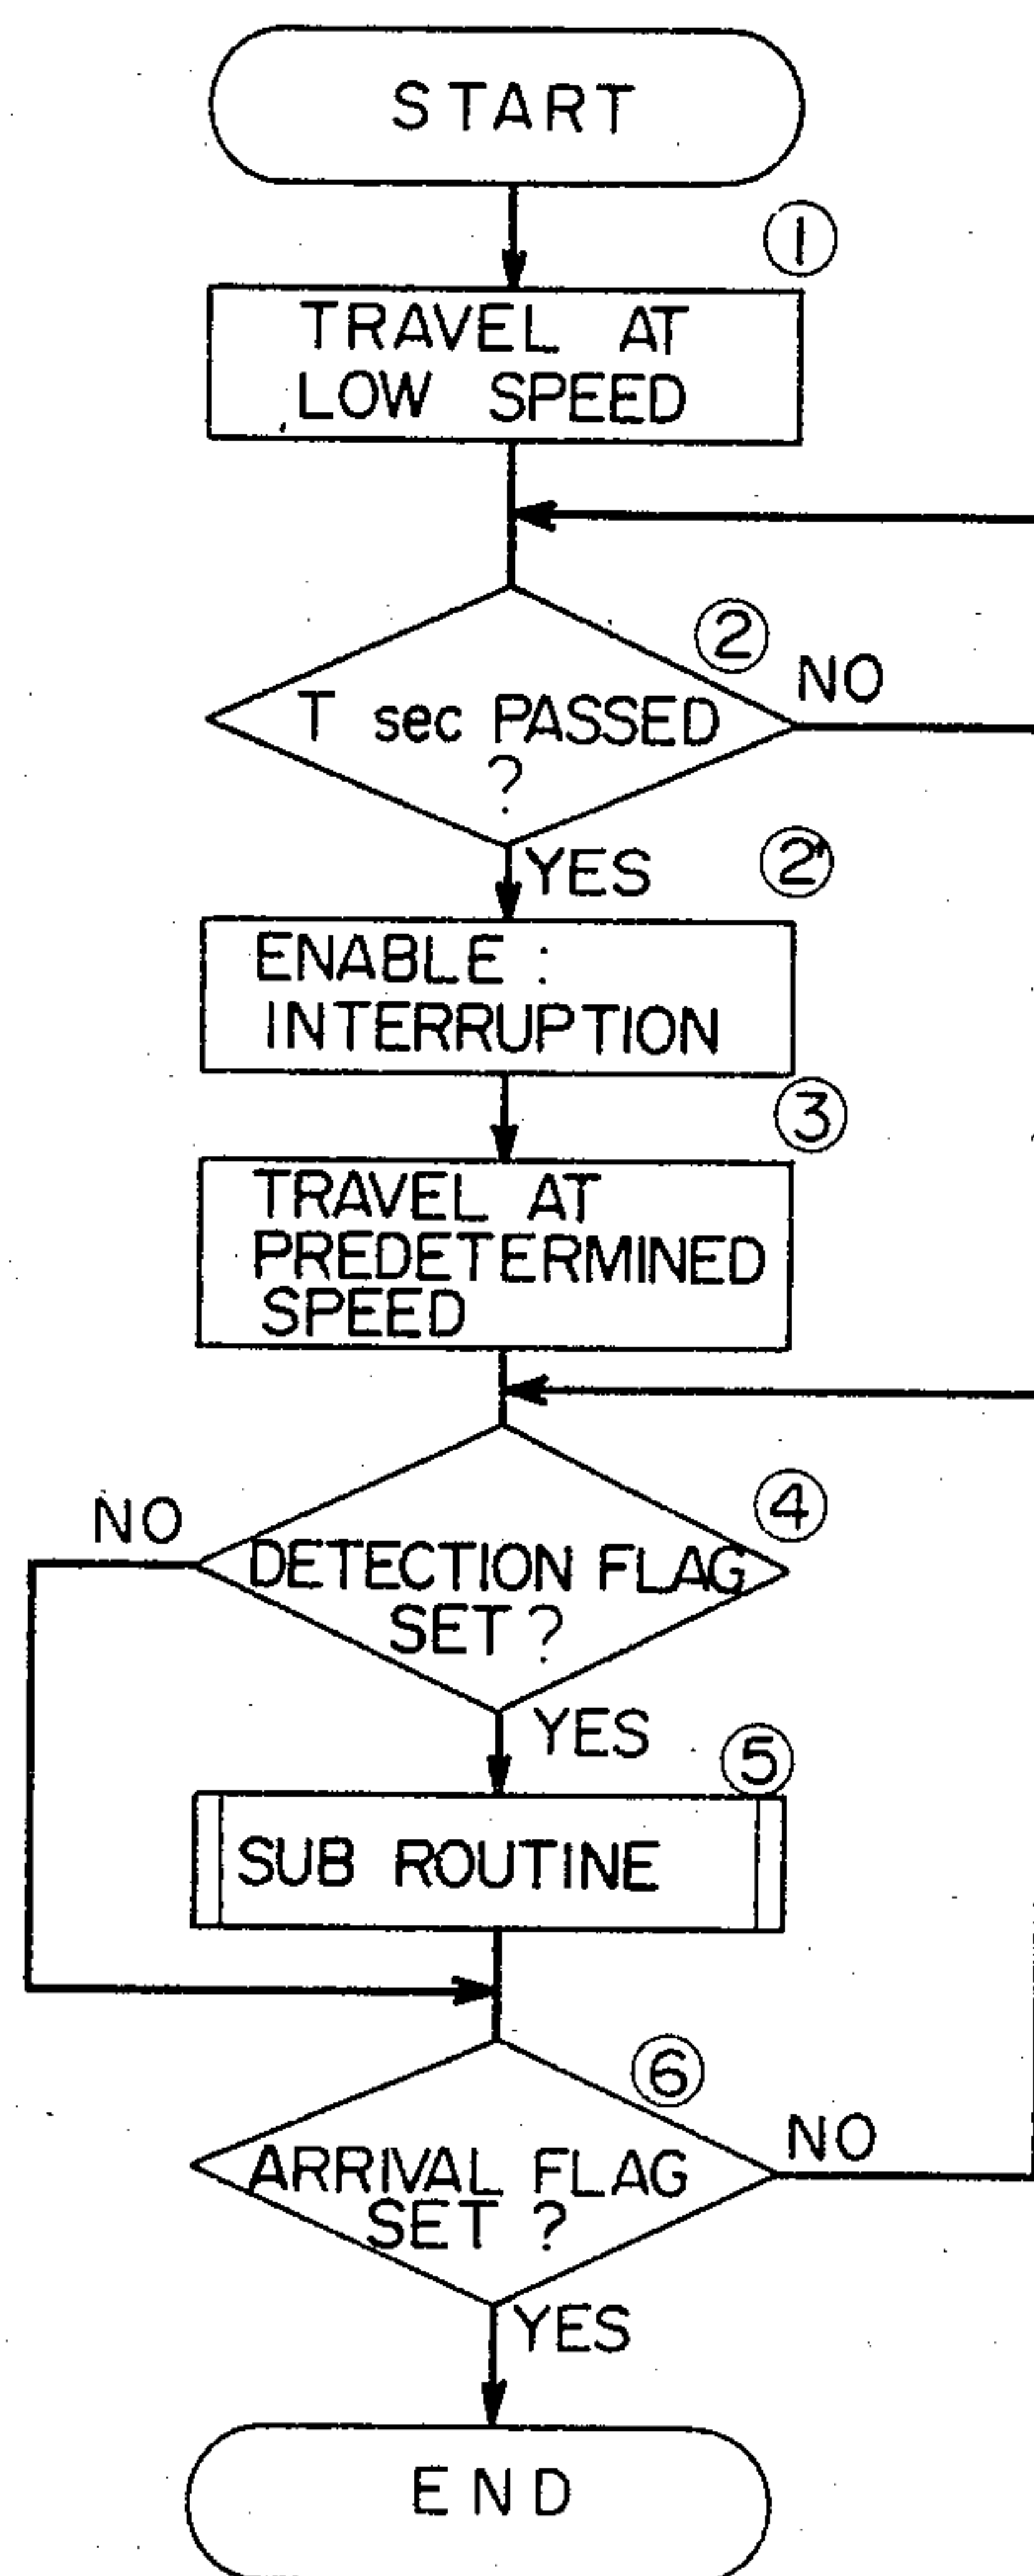 START
①
TRAVEL AT
LOW SPEED
②
NO
T sec PASSED
?
YES
②'
ENABLE :
INTERRUPTION
③
TRAVEL AT
PREDETERMINED
SPEED
④
NO
DETECTION FLAG
SET ?
YES
⑤
SUB ROUTINE
⑥
NO
ARRIVAL FLAG
SET ?
YES
END